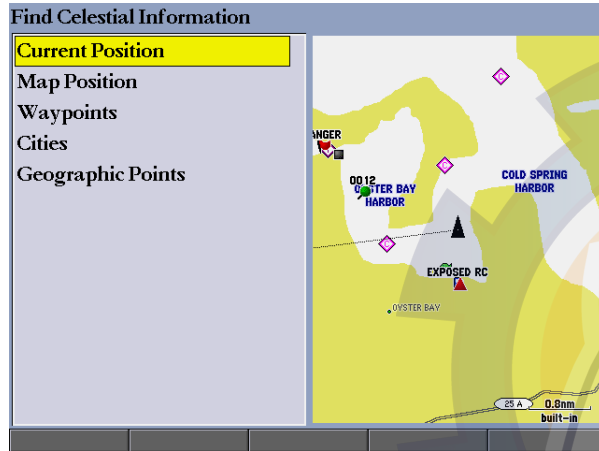 Find Celestial Information
Current Position
Map Position
Waypoints
Cities
Geographic Points
ANGER
0012
OYSTER BAY
HARBOR
COLD SPRING
HARBOR
EXPOSED RC
OYSTER BAY
25 A
0.8nm
built-in